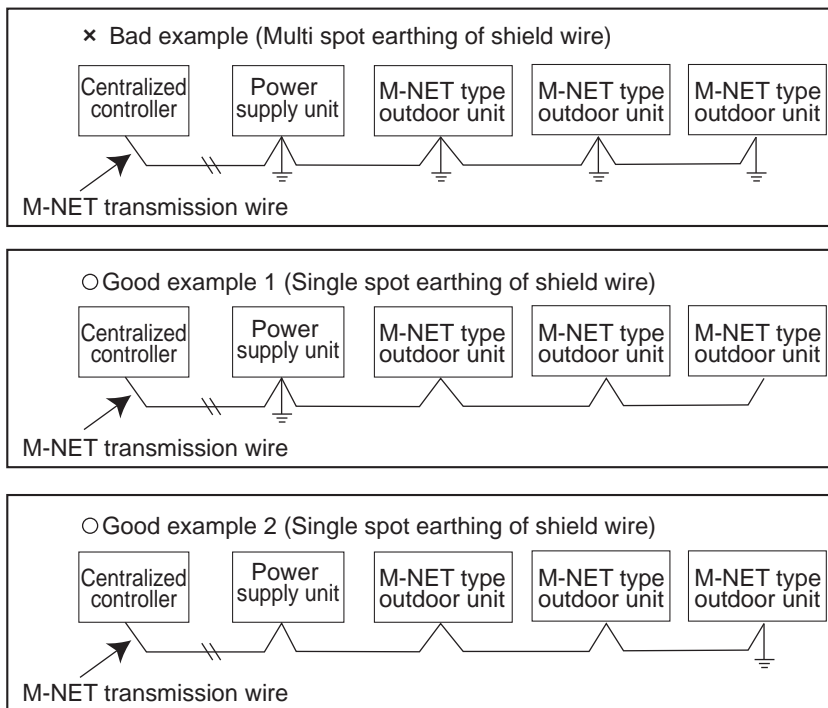 × Bad example (Multi spot earthing of shield wire)
Centralized controller
Power supply unit
M-NET type outdoor unit
M-NET type outdoor unit
M-NET type outdoor unit
M-NET transmission wire
○Good example 1 (Single spot earthing of shield wire)
Centralized controller
Power supply unit
M-NET type outdoor unit
M-NET type outdoor unit
M-NET type outdoor unit
M-NET transmission wire
○Good example 2 (Single spot earthing of shield wire)
Centralized controller
Power supply unit
M-NET type outdoor unit
M-NET type outdoor unit
M-NET type outdoor unit
M-NET transmission wire